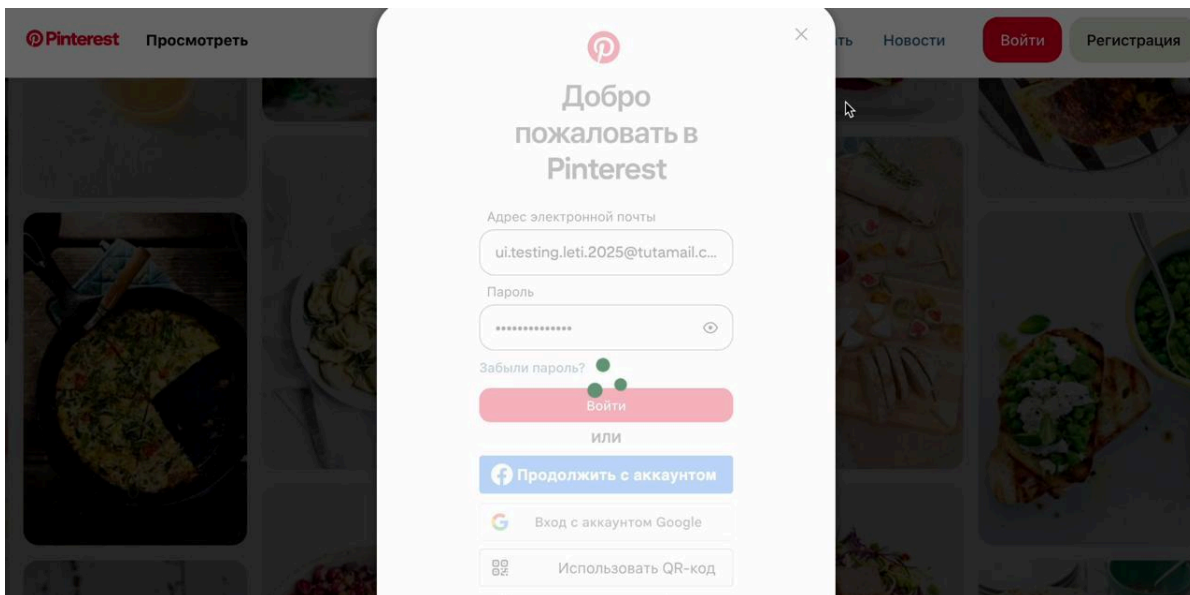 Pinterest
Просмотреть
ть
Новости
Войти
Регистрация
Добро
пожаловать в
Pinterest
Адрес электронной почты
ui.testing.leti.2025@tutamail.c...
Пароль
••••••••••••••
Забыли пароль?
Войти
или
Продолжить с аккаунтом
Вход с аккаунтом Google
Использовать QR-код